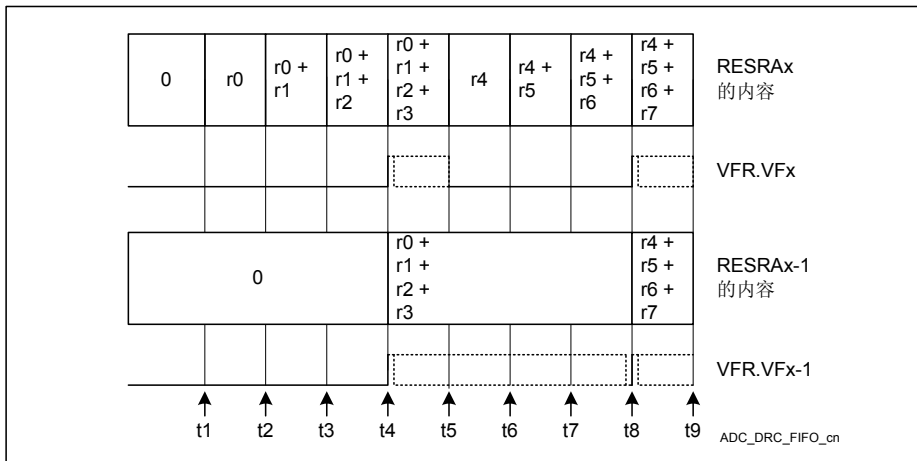 0
r0
r0 +
r1
r0 +
r1 +
r2
r0 +
r1 +
r2 +
r3
r4
r4 +
r5
r4 +
r5 +
r6
r4 +
r5 +
r6 +
r7
RESRAx
的内容
VFR.VFx
0
r0 +
r1 +
r2 +
r3
r4 +
r5 +
r6 +
r7
RESRAx-1
的内容
VFR.VFx-1
t1 t2 t3 t4 t5 t6 t7 t8 t9
ADC_DRC_FIFO_cn